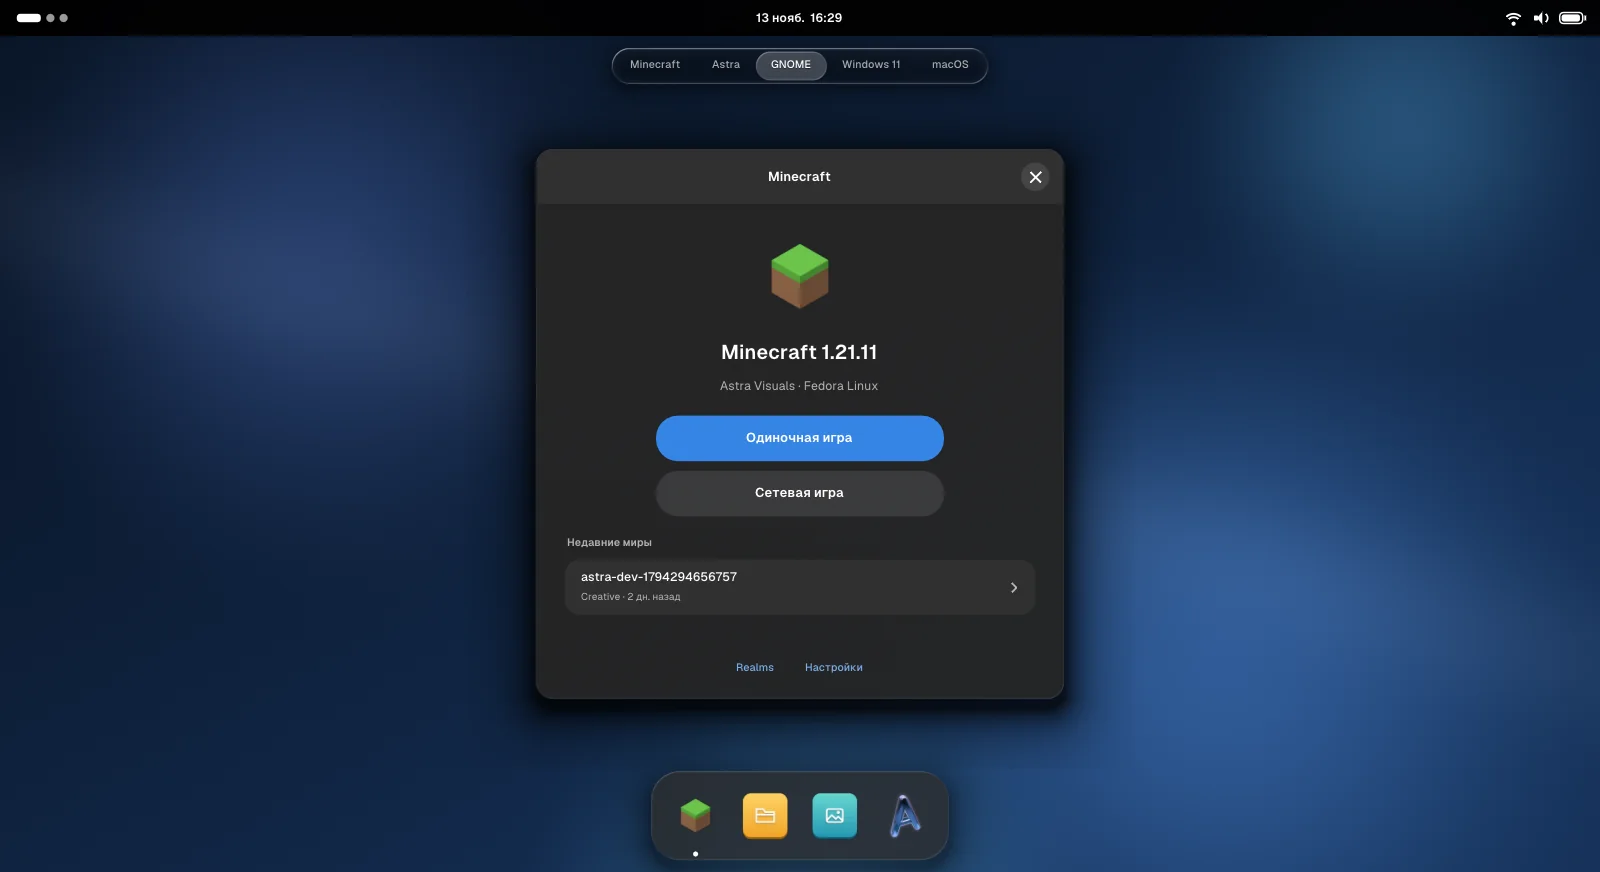 13 нояб. 16:29
Minecraft Astra GNOME Windows 11 macOS
Minecraft
Minecraft 1.21.11
Astra Visuals · Fedora Linux
Одиночная игра
Сетевая игра
Недавние миры
astra-dev-1794294656757
Creative · 2 дн. назад
Realms Настройки